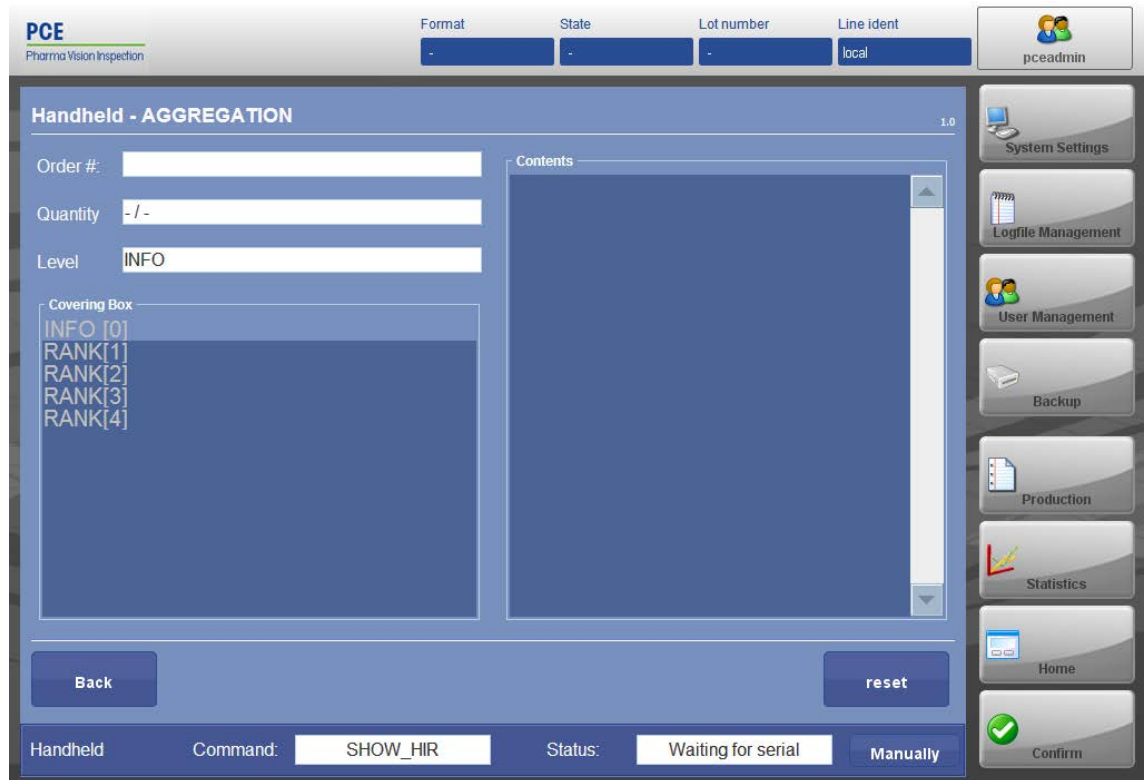 PCE
Pharma Vision Inspection
Format
State
Lot number
Line ident
-
-
-
local
pceadmin
Handheld - AGGREGATION
1.0
Order #:
Quantity
- / -
Level
INFO
Covering Box
INFO [0]
RANK[1]
RANK[2]
RANK[3]
RANK[4]
Contents
Back
reset
Handheld
Command:
SHOW_HIR
Status:
Waiting for serial
Manually
System Settings
Logfile Management
User Management
Backup
Production
Statistics
Home
Confirm